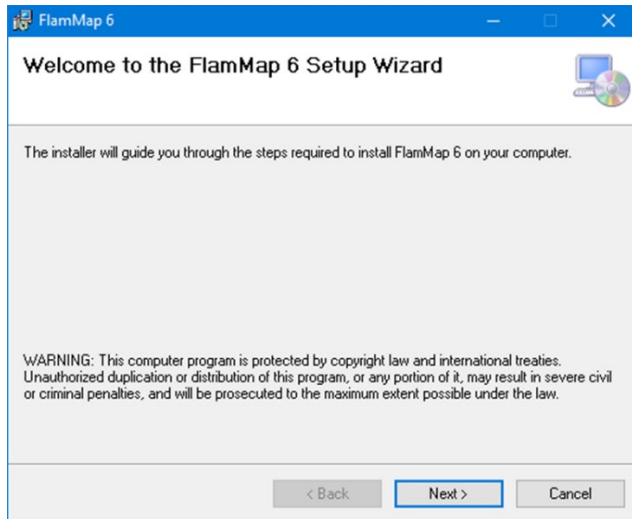 FlamMap 6
Welcome to the FlamMap 6 Setup Wizard
The installer will guide you through the steps required to install FlamMap 6 on your computer.
WARNING: This computer program is protected by copyright law and international treaties.
Unauthorized duplication or distribution of this program, or any portion of it, may result in severe civil
or criminal penalties, and will be prosecuted to the maximum extent possible under the law.
< Back Next > Cancel